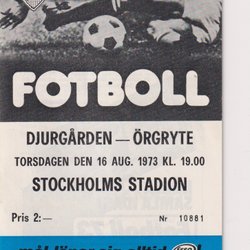 FOTBOLL
DJURGÅRDEN — ÖRGRYTE
TORSDAGEN DEN 16 AUG. 1973 KL. 19.00
STOCKHOLMS STADION
Pris 2:—
Nr 10881